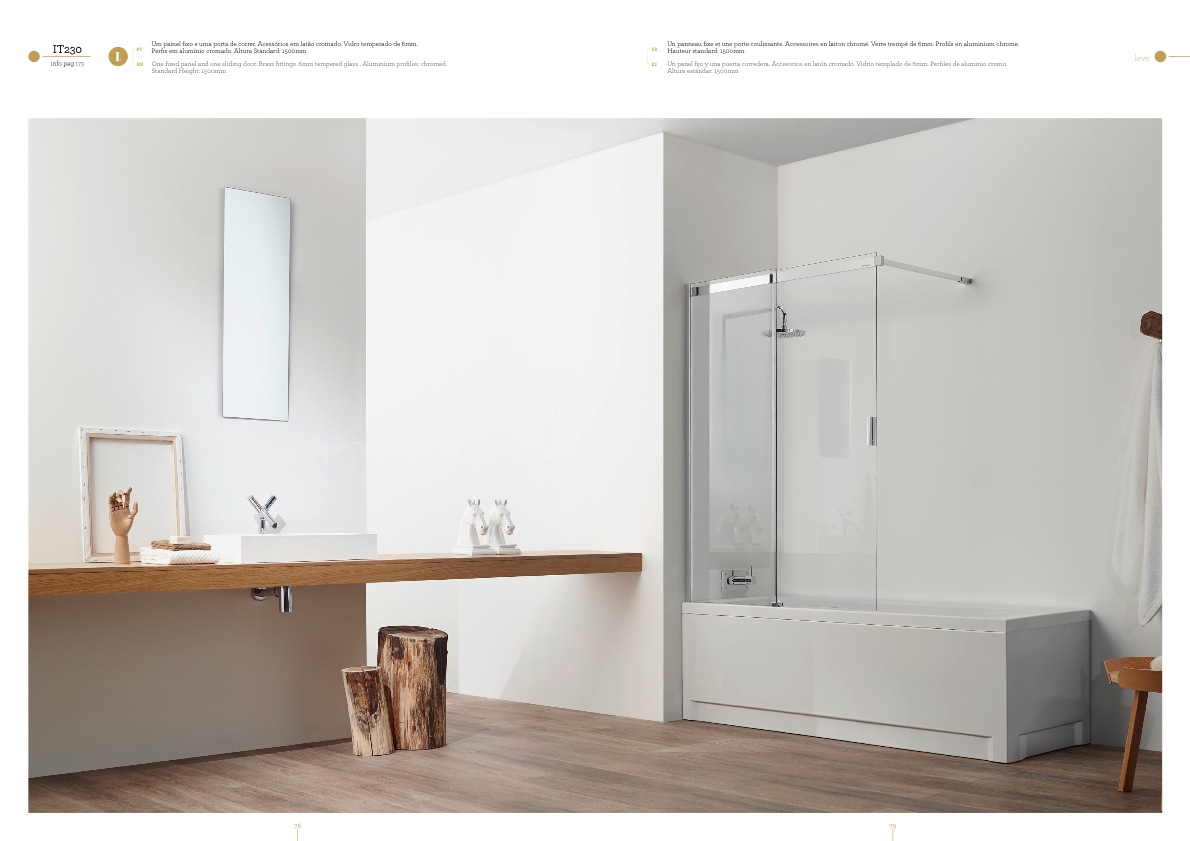 IT230
info pag 173
I
PT
Um painel fixo e uma porta de correr. Acessórios em latão cromado. Vidro temperado de 6mm.
Perfis em alumínio cromado. Altura Standard: 1500mm
EN
One fixed panel and one sliding door. Brass fittings. 6mm tempered glass . Aluminium profiles: chromed.
Standard Height: 1500mm
FR
Un panneau fixe et une porte coulissante. Accessoires en laiton chromé. Verre trempé de 6mm. Profils en aluminium chrome.
Hauteur standard: 1500mm
ES
Un panel fijo y una puerta corredera. Accesorios en latón cromado. Vidrio templado de 6mm. Perfiles de aluminio cromo.
Altura estándar: 1500mm
78
79